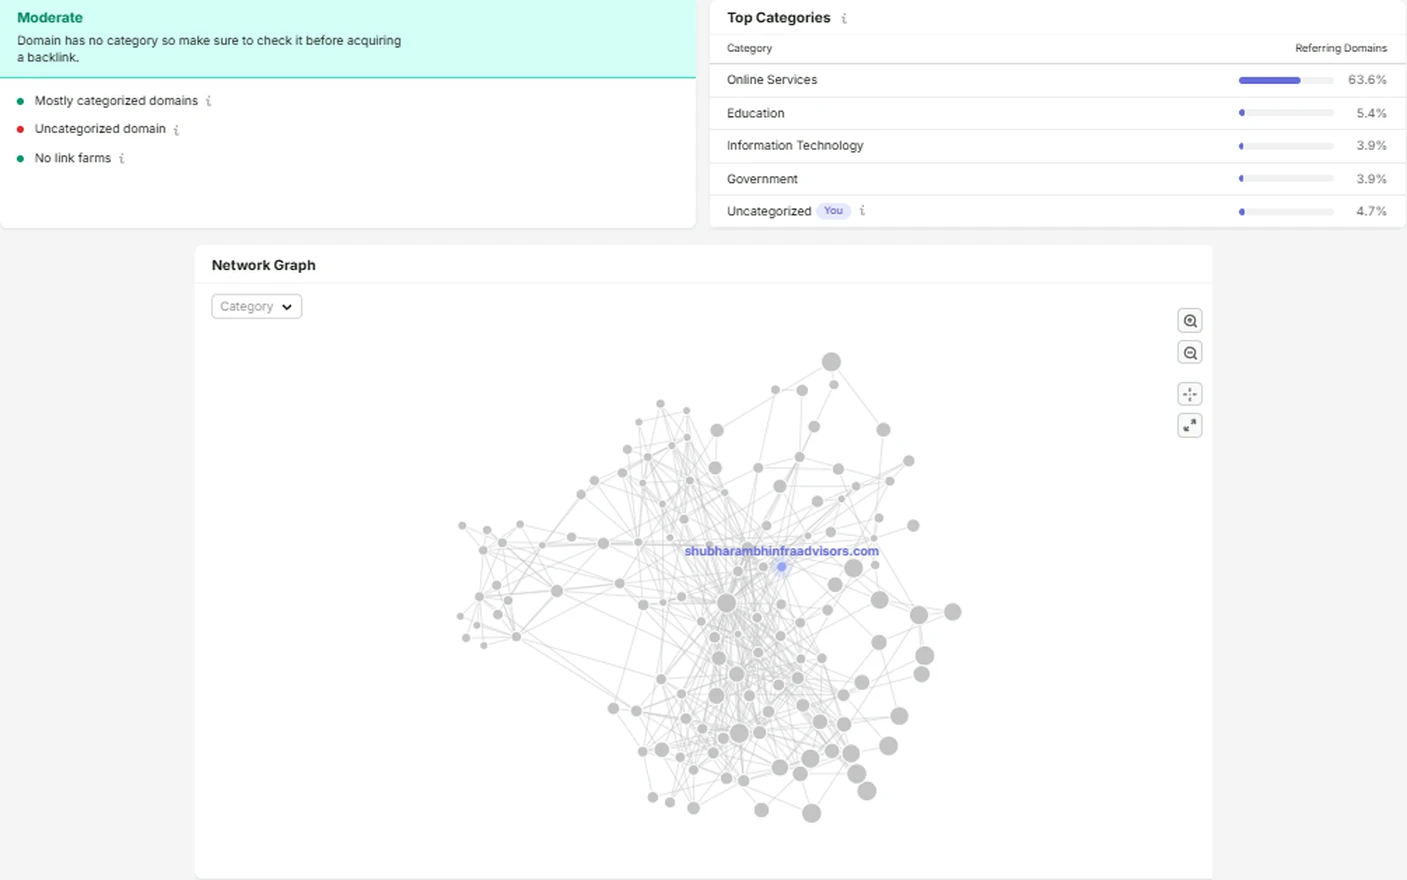 Moderate
Domain has no category so make sure to check it before acquiring
a backlink.
Mostly categorized domains i
Uncategorized domain i
No link farms i
Top Categories i
Category Referring Domains
Online Services 63.6%
Education 5.4%
Information Technology 3.9%
Government 3.9%
Uncategorized You i 4.7%
Network Graph
Category
shubharambhinfraadvisors.com